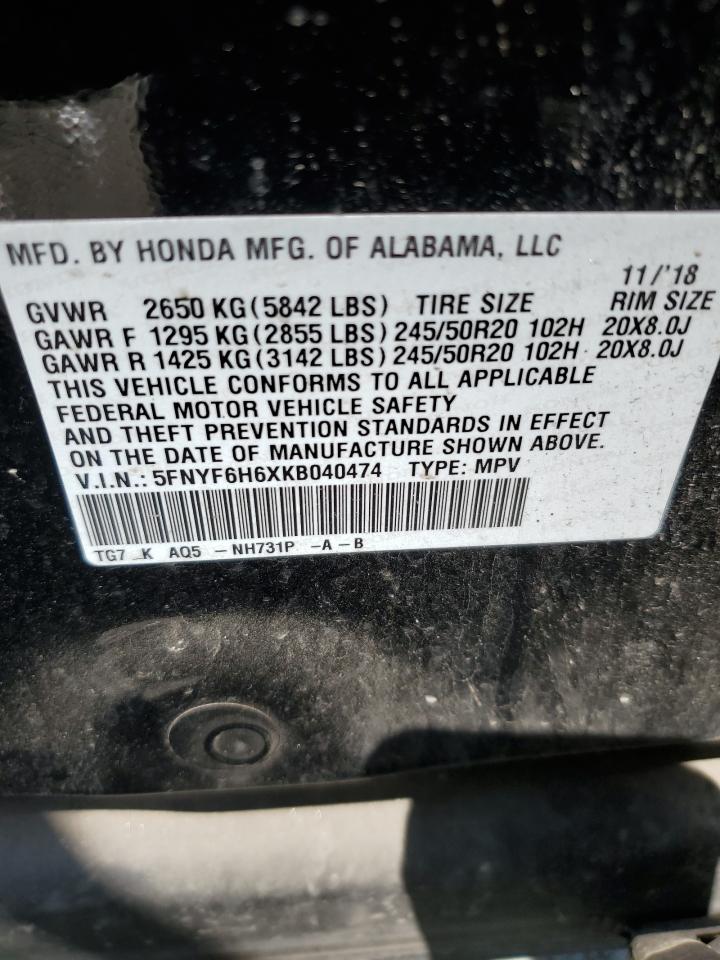 MFD. BY HONDA MFG. OF ALABAMA, LLC
11/'18
GVWR 2650 KG (5842 LBS) TIRE SIZE RIM SIZE
GAWR F 1295 KG (2855 LBS) 245/50R20 102H 20X8.0J
GAWR R 1425 KG (3142 LBS) 245/50R20 102H 20X8.0J
THIS VEHICLE CONFORMS TO ALL APPLICABLE
FEDERAL MOTOR VEHICLE SAFETY
AND THEFT PREVENTION STANDARDS IN EFFECT
ON THE DATE OF MANUFACTURE SHOWN ABOVE.
V.I.N.: 5FNYF6H6XKB040474 TYPE: MPV
TG7_K AQ5 -NH731P -A-B